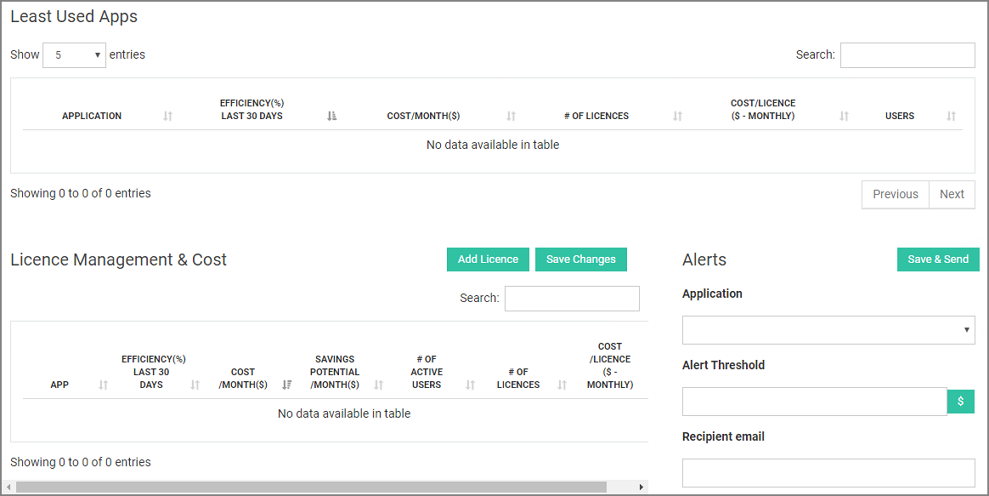 Least Used Apps
Show 5 entries
Search:
APPLICATION
EFFICIENCY(%)
LAST 30 DAYS
COST/MONTH($)
# OF LICENCES
COST/LICENCE
($ - MONTHLY)
USERS
No data available in table
Showing 0 to 0 of 0 entries
Previous
Next
Licence Management & Cost
Add Licence
Save Changes
Search:
APP
EFFICIENCY(%)
LAST 30
DAYS
COST
/MONTH($)
SAVINGS
POTENTIAL
/MONTH($)
# OF
ACTIVE
USERS
# OF
LICENCES
COST
/LICENCE
($ -
MONTHLY)
No data available in table
Showing 0 to 0 of 0 entries
Alerts
Save & Send
Application
Alert Threshold
$
Recipient email